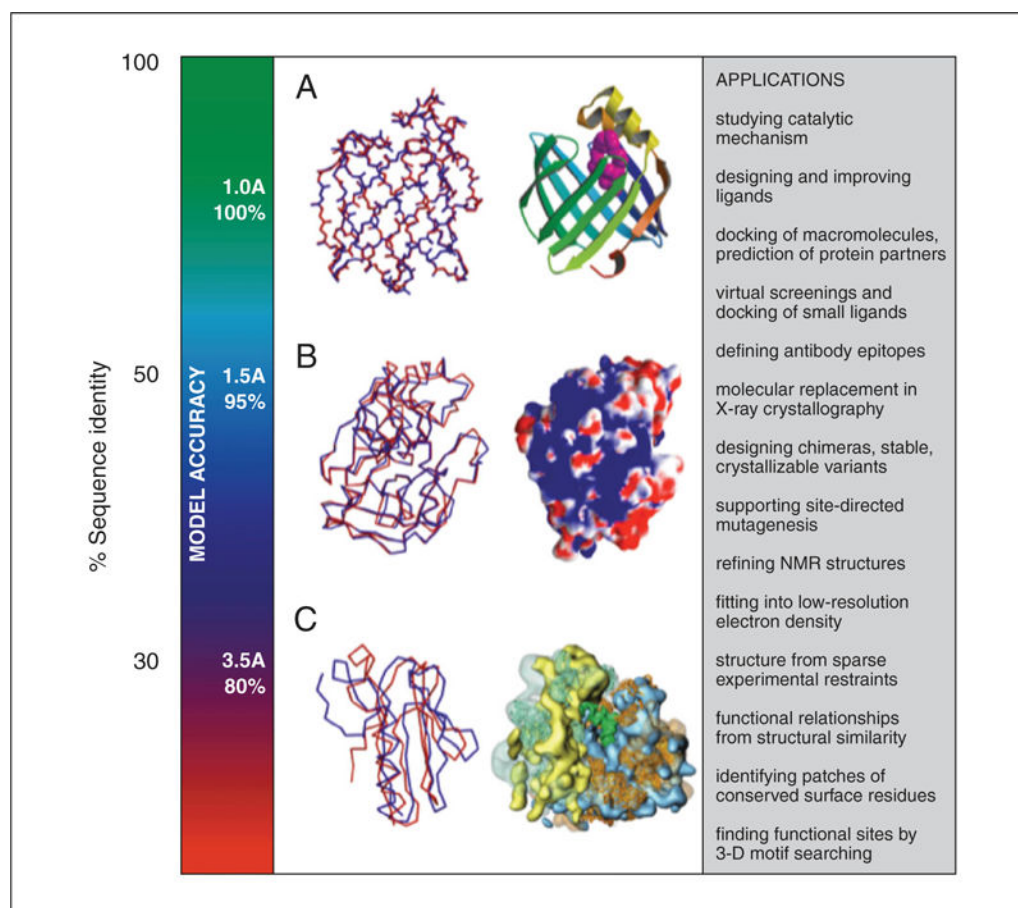 100
50
30
% Sequence identity
MODEL ACCURACY
1.0A
100%
1.5A
95%
3.5A
80%
A
B
C
APPLICATIONS
studying catalytic
mechanism
designing and improving
ligands
docking of macromolecules,
prediction of protein partners
virtual screenings and
docking of small ligands
defining antibody epitopes
molecular replacement in
X-ray crystallography
designing chimeras, stable,
crystallizable variants
supporting site-directed
mutagenesis
refining NMR structures
fitting into low-resolution
electron density
structure from sparse
experimental restraints
functional relationships
from structural similarity
identifying patches of
conserved surface residues
finding functional sites by
3-D motif searching